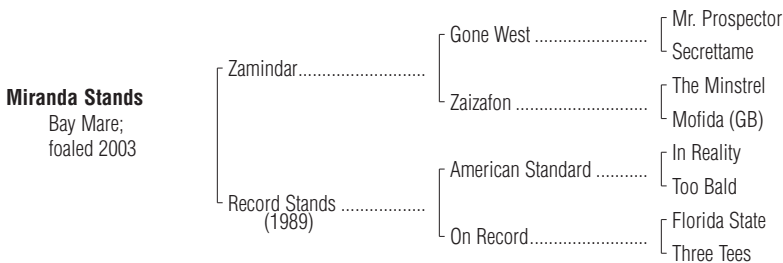 Mr. Prospector
Gone West ........................
Secrettame
Zamindar...........................
The Minstrel
Zaizafon ............................
Mofida (GB)
Miranda Stands
Bay Mare;
foaled 2003
In Reality
American Standard ...........
Too Bald
Record Stands ..................
(1989)
Florida State
On Record.........................
Three Tees